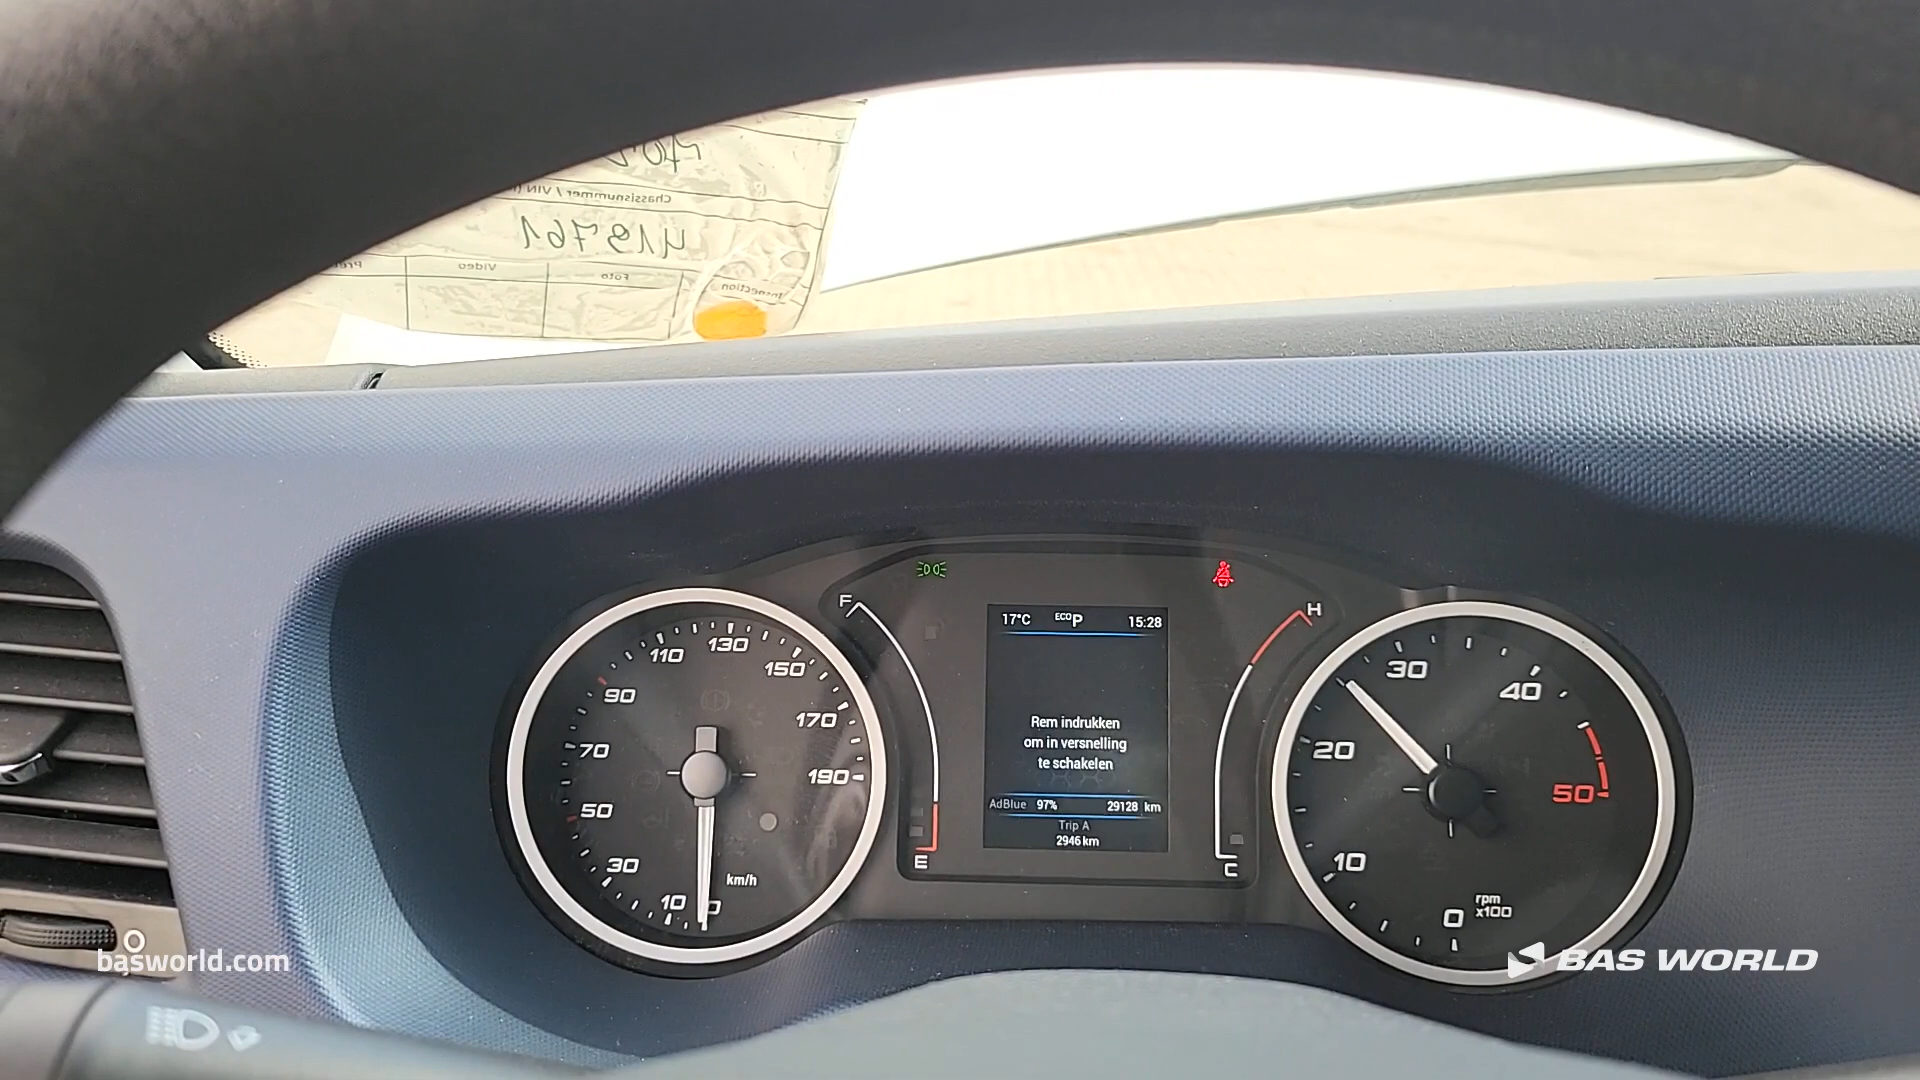 Chassisnummer / VIN
419761
Video
Foto
Inspection
F
H
17°C
ECO P
15:28
Rem indrukken
om in versnelling
te schakelen
AdBlue 97%
29128 km
Trip A
2946 km
E
C
0
10
30
50
70
90
110
130
150
170
190
km/h
0
10
20
30
40
50
rpm
x100
basworld.com
BAS WORLD